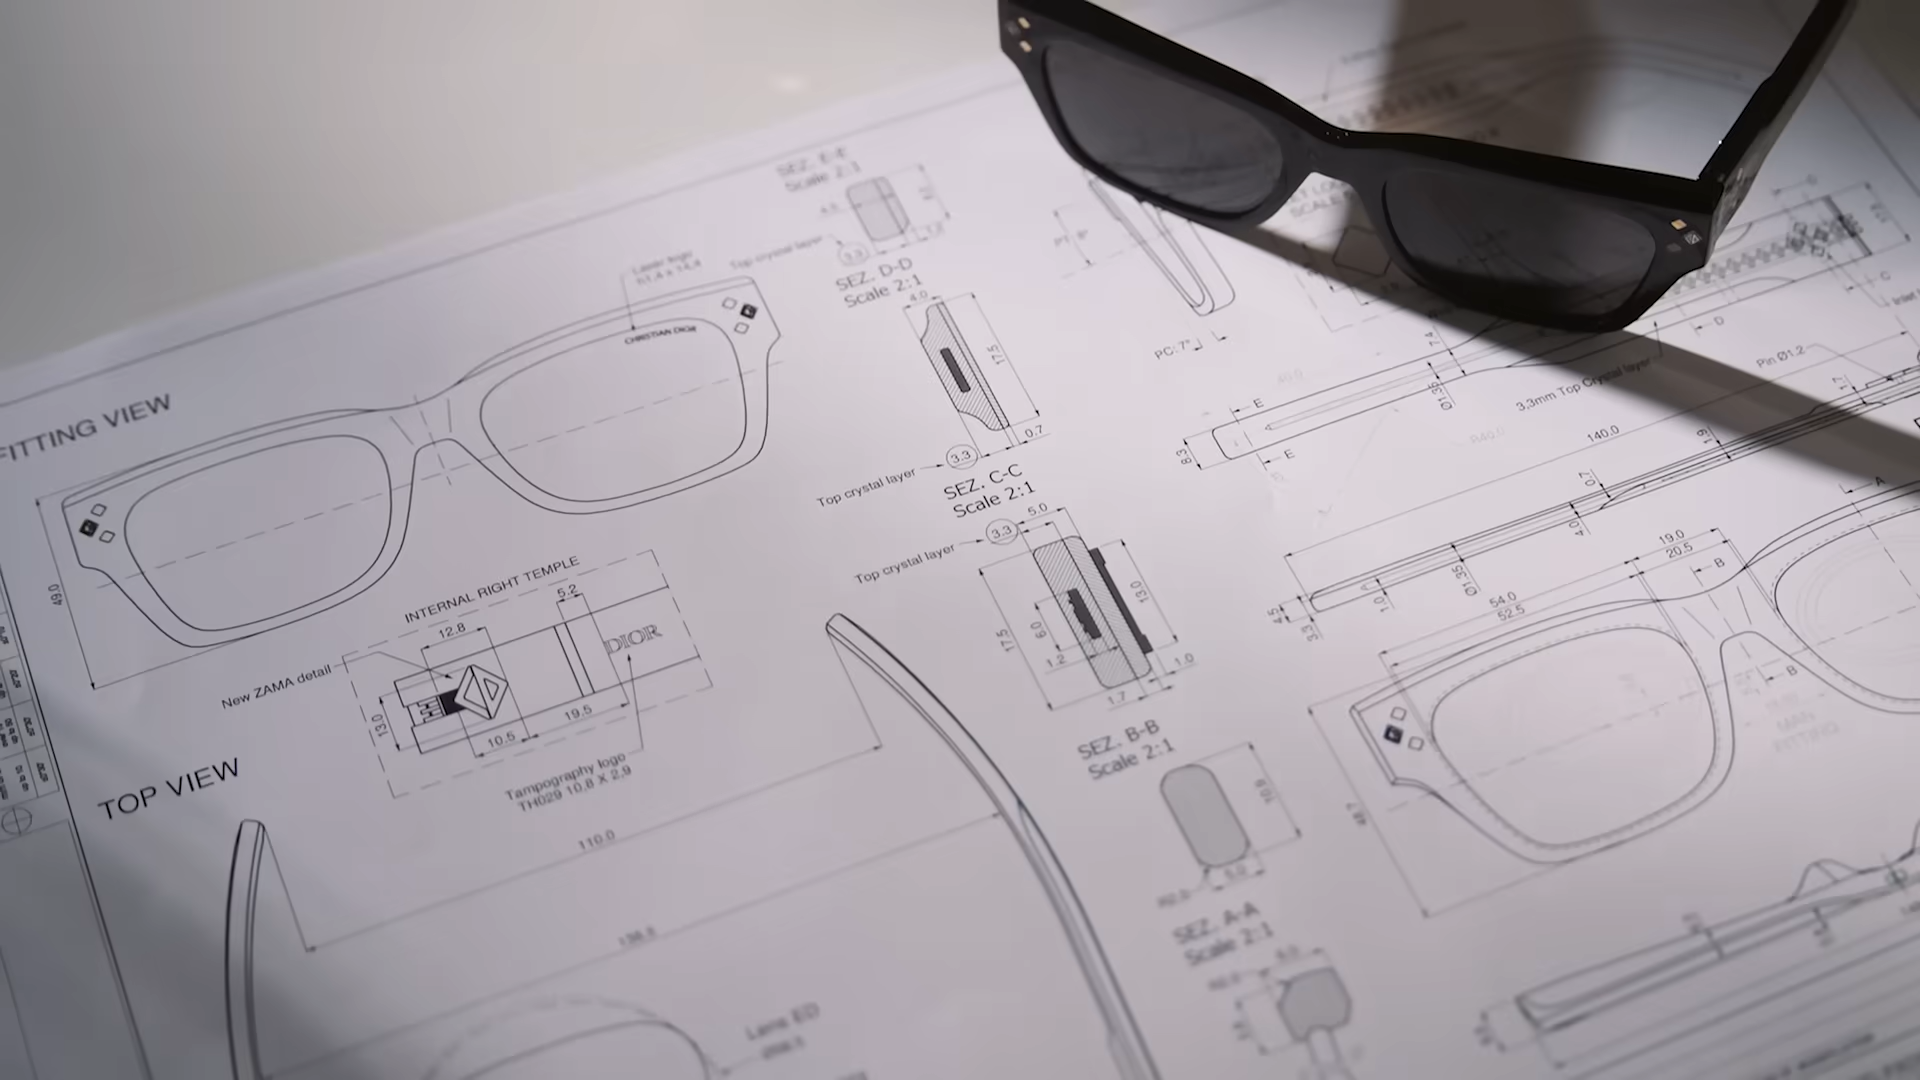 FITTING VIEW
49.0
Laser logo
CHRISTIAN DIOR
Top crystal layer
Scale 2:1
SEZ. D-D
Scale 2:1
4.0
17.5
0.7
3.3
Top crystal layer
SEZ. C-C
Scale 2:1
5.0
3.3
Top crystal layer
13.0
17.5
6.0
1.2
1.0
1.7
SEZ. B-B
Scale 2:1
SEZ. A-A
Scale 2:1
INTERNAL RIGHT TEMPLE
5.2
12.8
DIOR
New ZAMA detail
13.0
19.5
10.5
Tampography logo
TH029 10,8 X 2,9
TOP VIEW
110.0
Lens ED
PC: 7°
E
8.3
E
Ø1.35
7.4
D
C
Pin Ø1.2
3,3mm Top Crystal layer
1.7
140.0
1.9
0.7
4.0
Ø1.35
1.0
4.5
3.3
19.0
20.5
B
A
54.0
52.5
B
MAN
FITTING